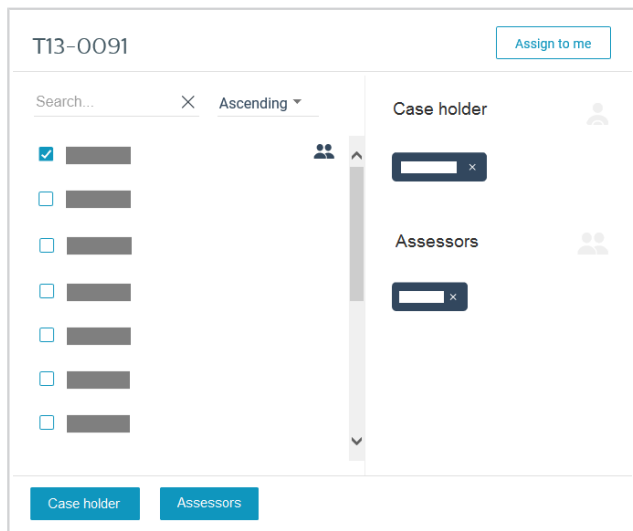 T13-0091
Assign to me
Search...
Ascending
Case holder
Assessors
Case holder
Assessors